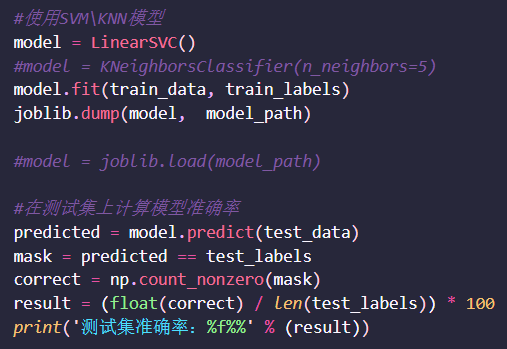 #使用SVM\KNN模型
model = LinearSVC()
#model = KNeighborsClassifier(n_neighbors=5)
model.fit(train_data, train_labels)
joblib.dump(model,  model_path)
#model = joblib.load(model_path)
#在测试集上计算模型准确率
predicted = model.predict(test_data)
mask = predicted == test_labels
correct = np.count_nonzero(mask)
result = (float(correct) / len(test_labels)) * 100
print('测试集准确率：%f%%' % (result))